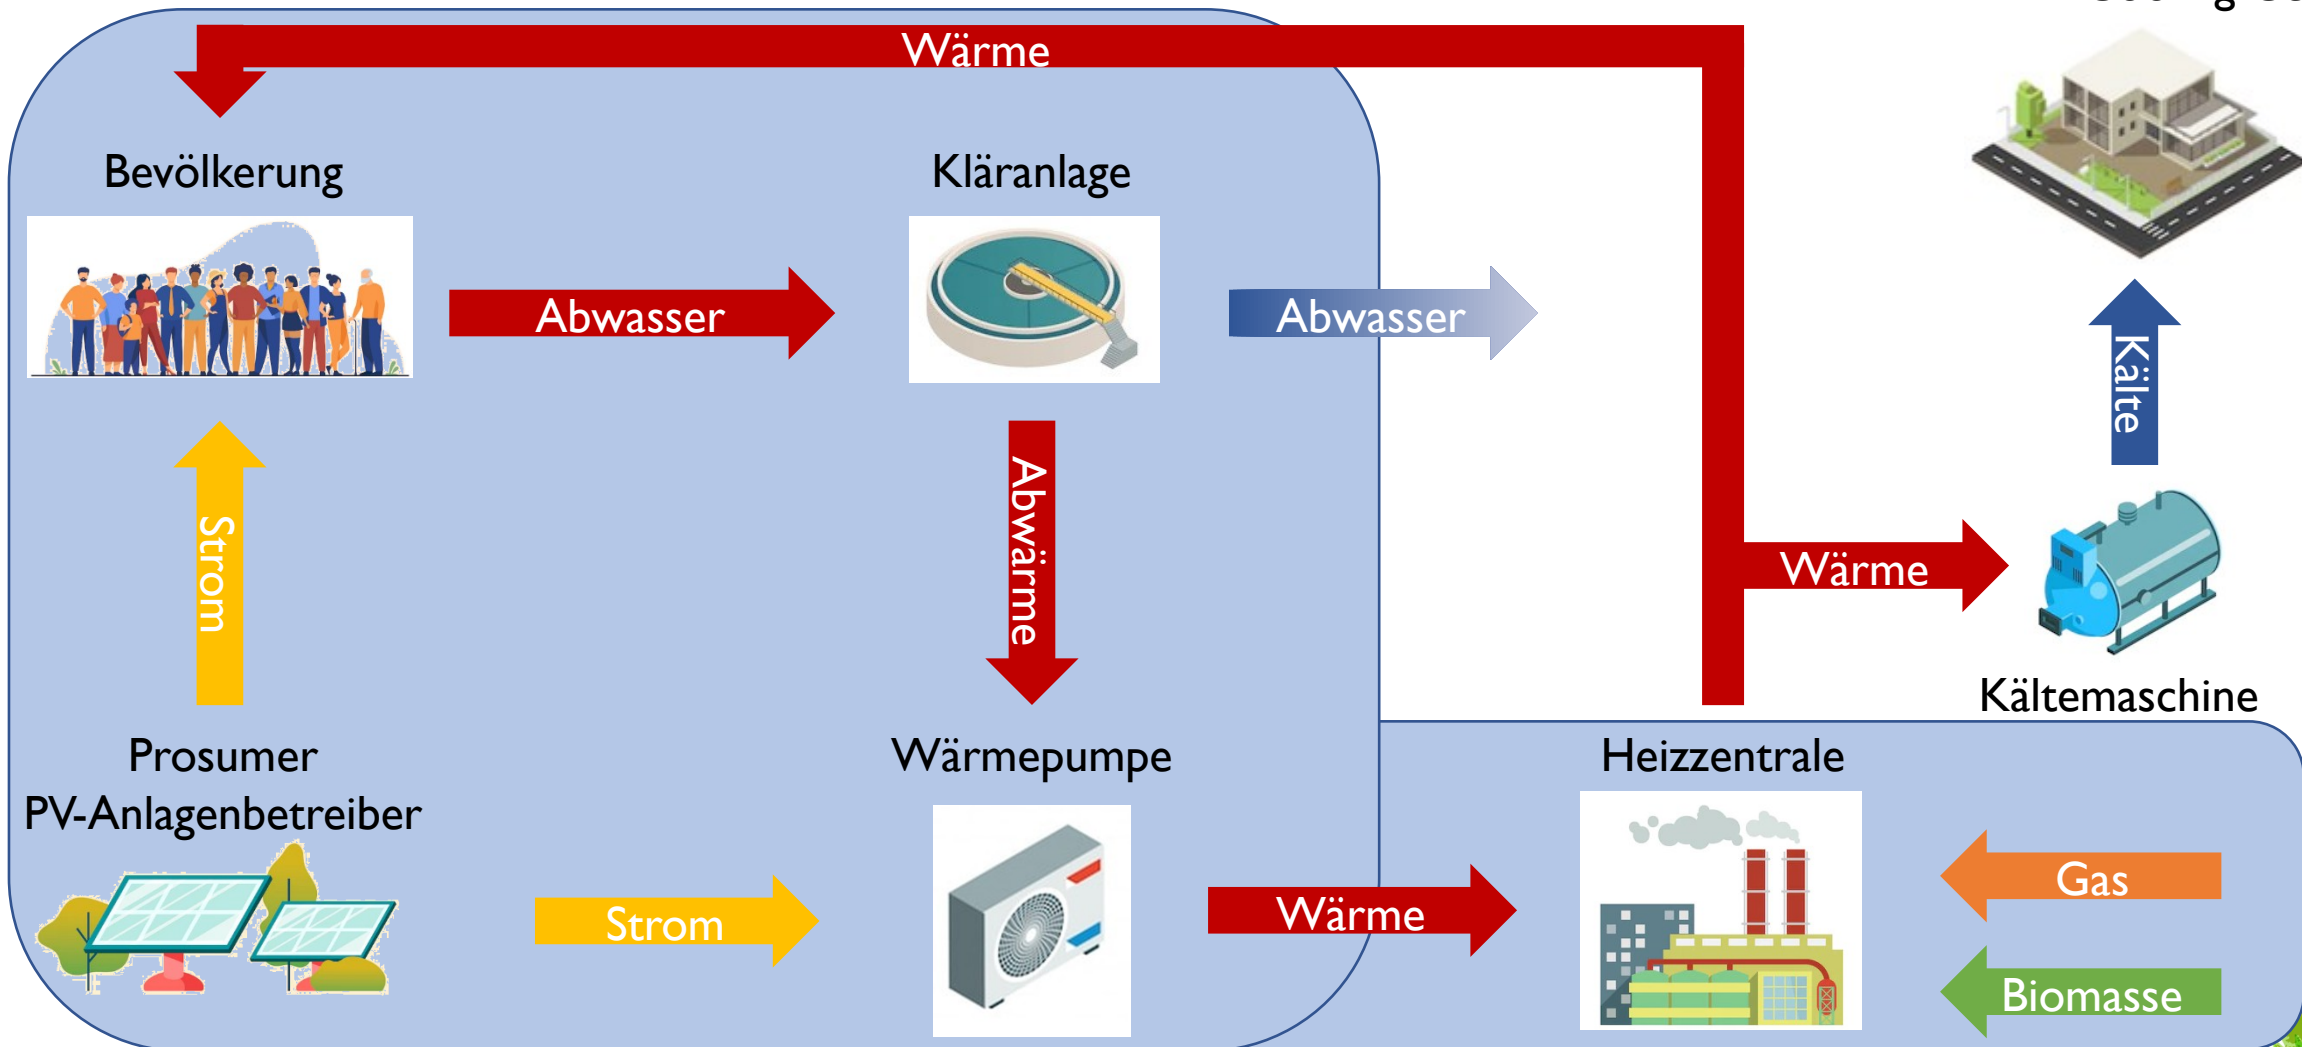 Wärme
Bevölkerung
Kläranlage
Abwasser
Abwasser
Kälte
Strom
Abwärme
Wärme
Kältemaschine
Prosumer
PV-Anlagenbetreiber
Wärmepumpe
Heizzentrale
Strom
Wärme
Gas
Biomasse